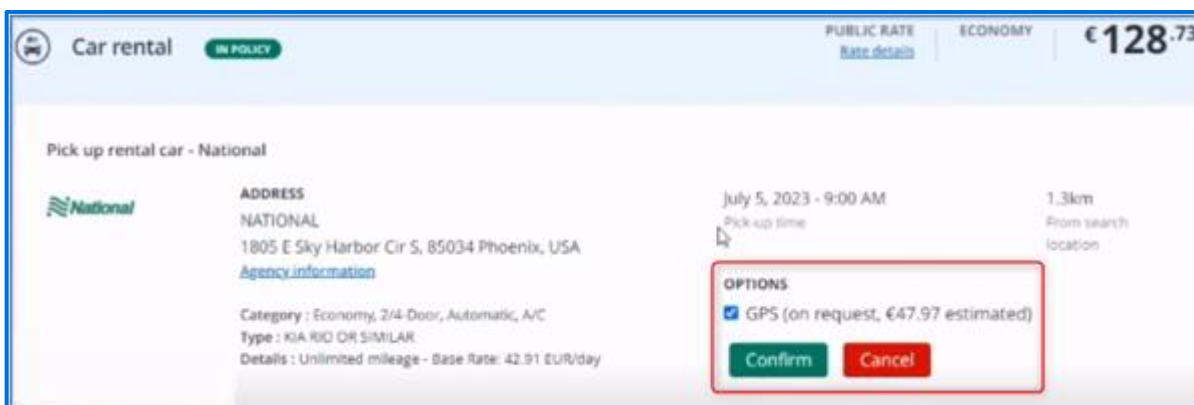 Car rental
IN POLICY
PUBLIC RATE
Rate details
ECONOMY
€128.73
Pick up rental car - National
National
ADDRESS
NATIONAL
1805 E Sky Harbor Cir S, 85034 Phoenix, USA
Agency information
Category : Economy, 2/4-Door, Automatic, A/C
Type : KIA RIO OR SIMILAR
Details : Unlimited mileage - Base Rate: 42.91 EUR/day
July 5, 2023 - 9:00 AM
Pick-up time
1.3km
From search
location
OPTIONS
GPS (on request, €47.97 estimated)
Confirm
Cancel